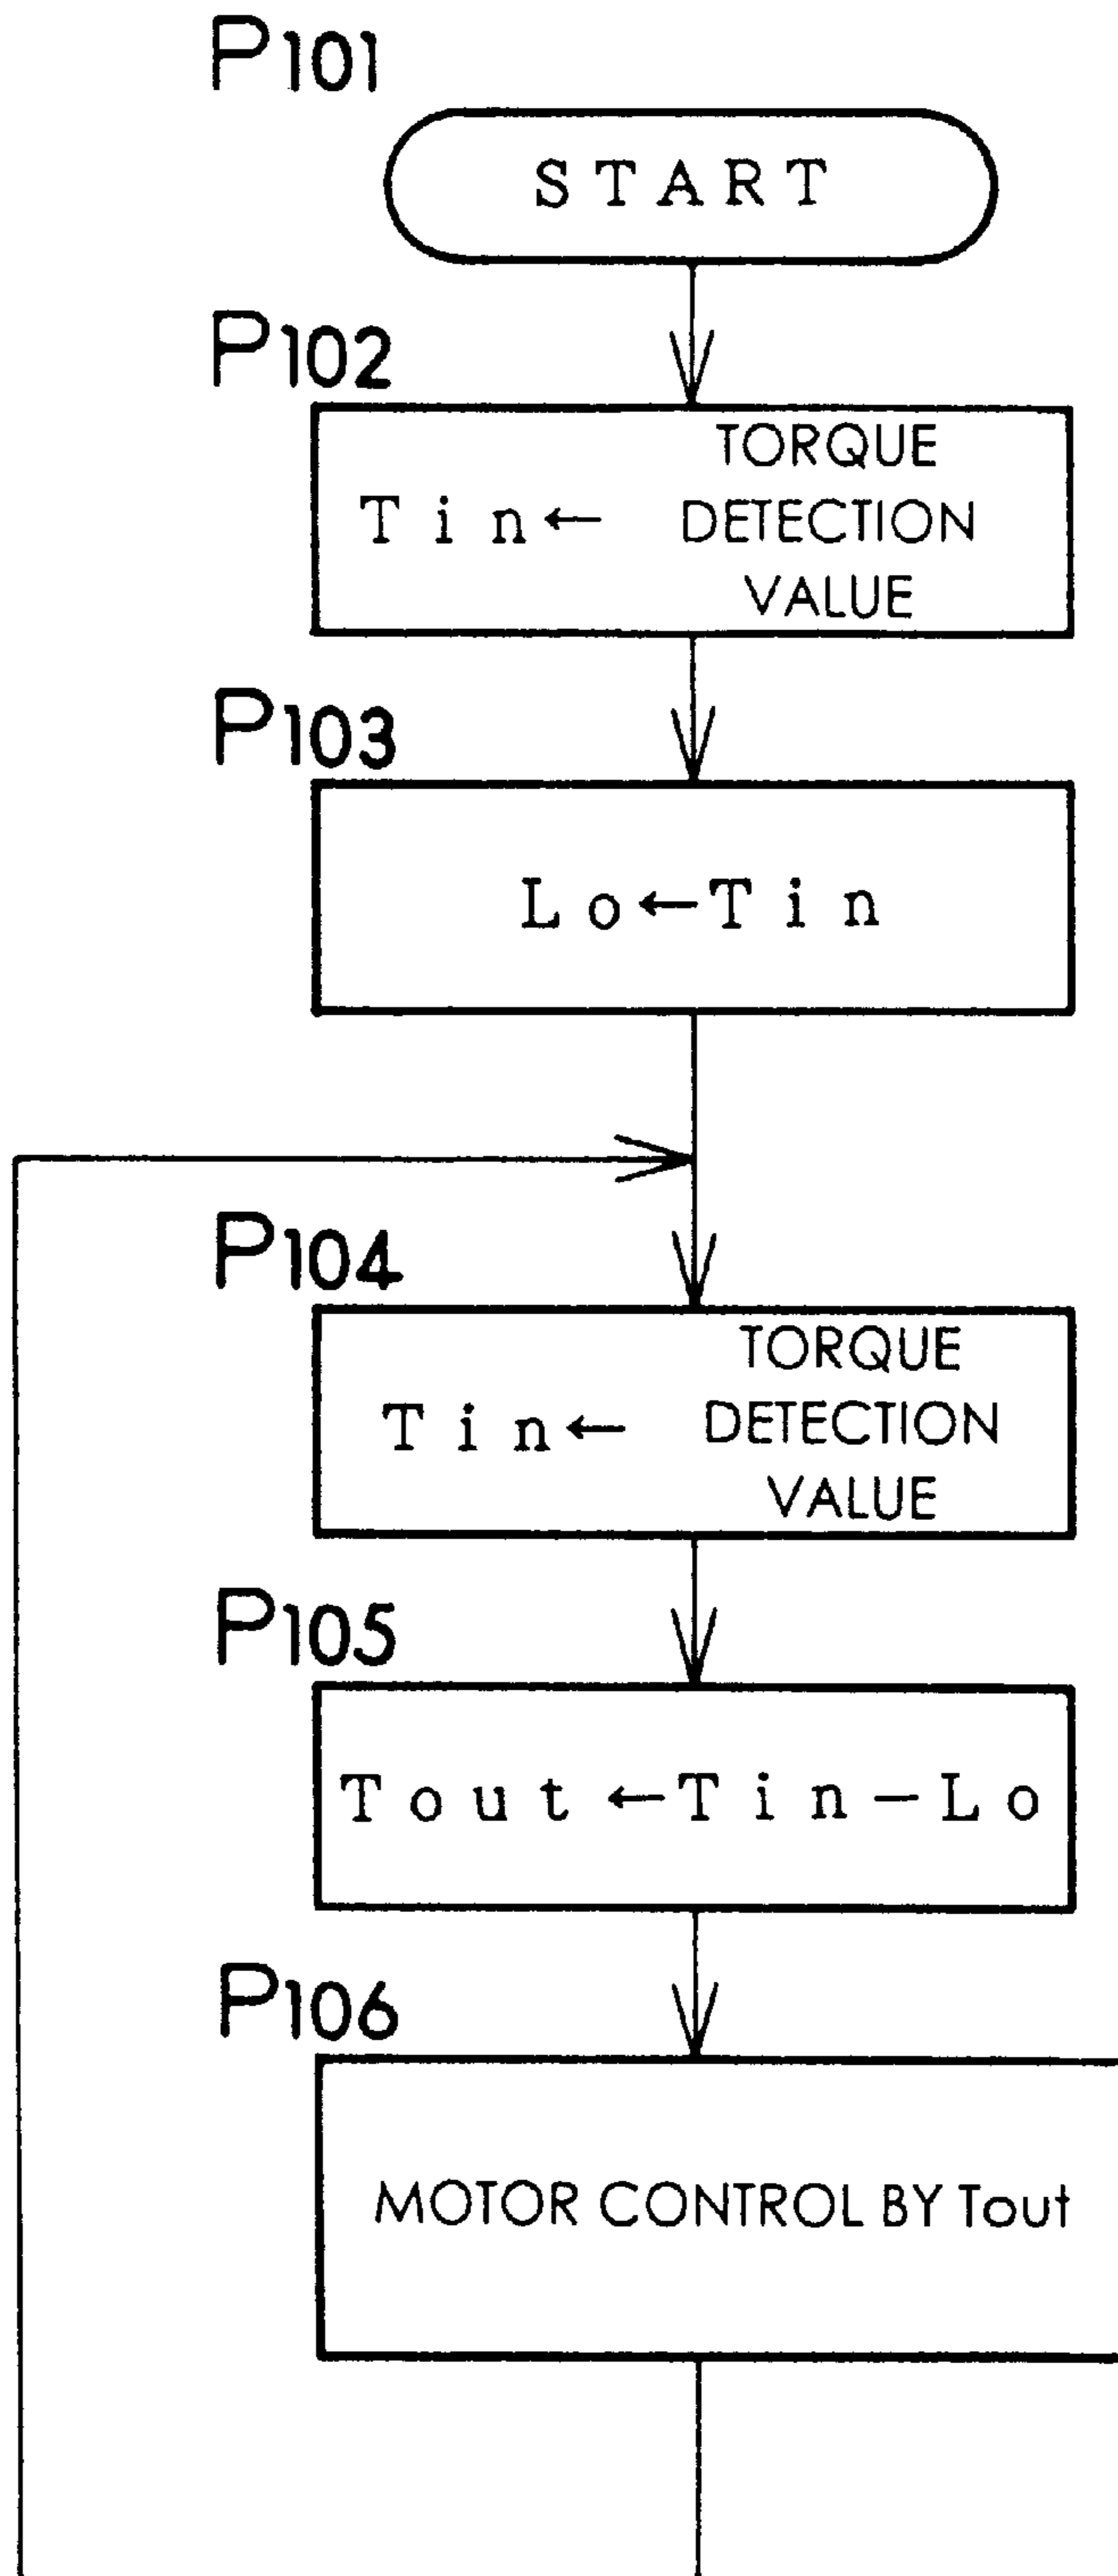 P101
START
P102
TORQUE
Tin← DETECTION
VALUE
P103
Lo←Tin
P104
TORQUE
Tin← DETECTION
VALUE
P105
Tout←Tin−Lo
P106
MOTOR CONTROL BY Tout